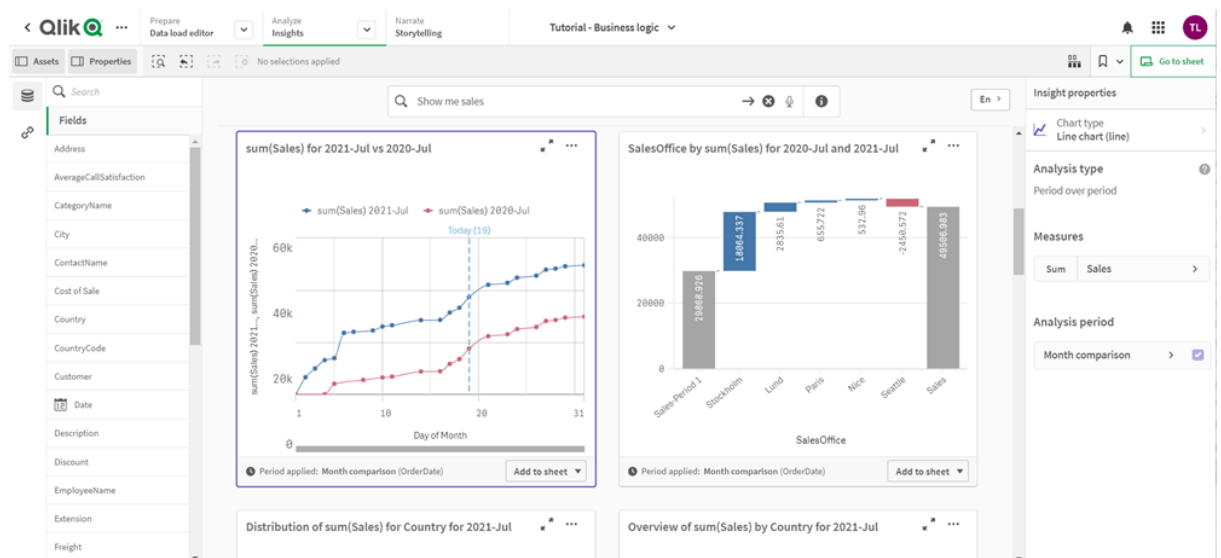 Qlik
Prepare
Data load editor
Analyze
Insights
Narrate
Storytelling
Tutorial - Business logic
TL
Assets
Properties
No selections applied
Go to sheet
Search
Fields
Address
AverageCallSatisfaction
CategoryName
City
ContactName
Cost of Sale
Country
CountryCode
Customer
Date
Description
Discount
EmployeeName
Extension
Freight
Show me sales
En
sum(Sales) for 2021-Jul vs 2020-Jul
sum(Sales) 2021-Jul
sum(Sales) 2020-Jul
Today (19)
sum(Sales) 2021..., sum(Sales) 2020...
60k
40k
20k
0
1
10
20
31
Day of Month
Period applied: Month comparison (OrderDate)
Add to sheet
SalesOffice by sum(Sales) for 2020-Jul and 2021-Jul
40000
20000
0
29868.926
18064.337
2835.61
655.722
532.96
-2450.572
49506.983
Sales-Period 1
Stockholm
Lund
Paris
Nice
Seattle
Sales
SalesOffice
Period applied: Month comparison (OrderDate)
Add to sheet
Distribution of sum(Sales) for Country for 2021-Jul
Overview of sum(Sales) by Country for 2021-Jul
Insight properties
Chart type
Line chart (line)
Analysis type
Period over period
Measures
Sum
Sales
Analysis period
Month comparison